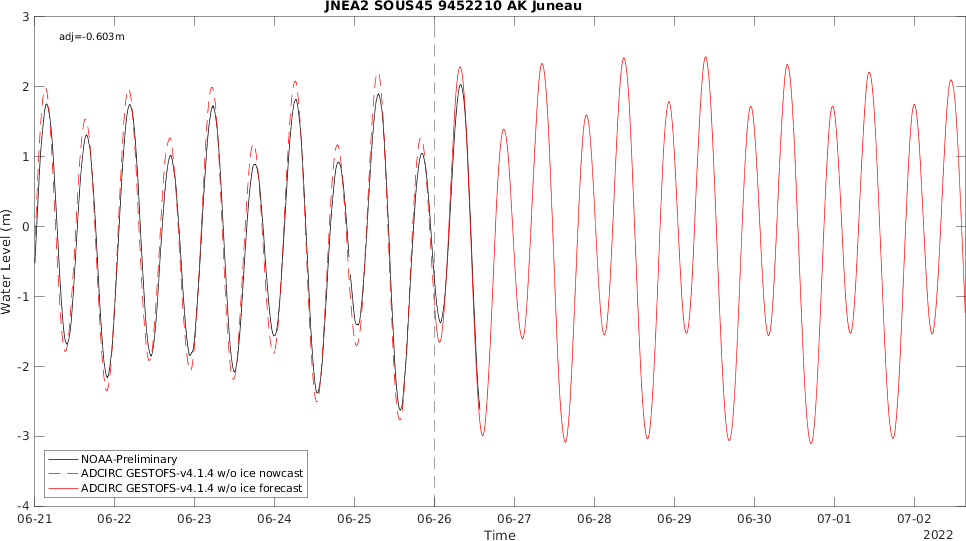 JNEA2 SOUS45 9452210 AK Juneau
adj=-0.603m
3
2
1
0
-1
-2
-3
-4
Water Level (m)
NOAA-Preliminary
ADCIRC GESTOFS-v4.1.4 w/o ice nowcast
ADCIRC GESTOFS-v4.1.4 w/o ice forecast
06-21 06-22 06-23 06-24 06-25 06-26 06-27 06-28 06-29 06-30 07-01 07-02
Time
2022